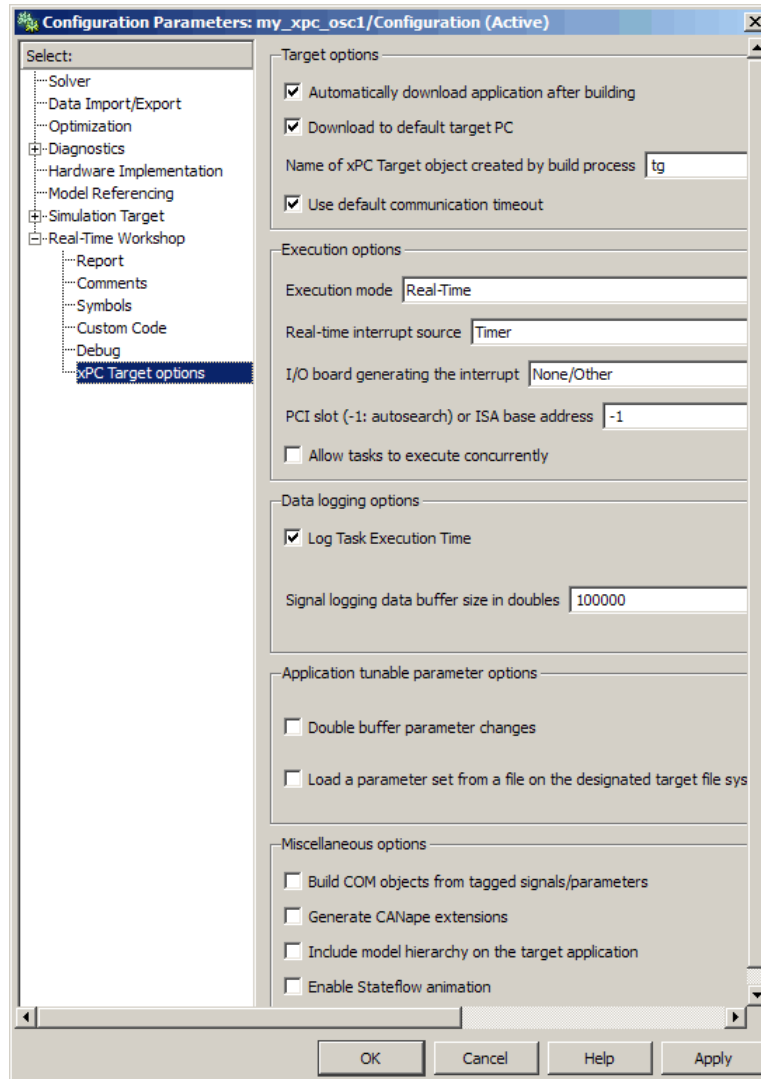 Configuration Parameters: my_xpc_osc1/Configuration (Active)
Select:
Solver
Data Import/Export
Optimization
Diagnostics
Hardware Implementation
Model Referencing
Simulation Target
Real-Time Workshop
Report
Comments
Symbols
Custom Code
Debug
xPC Target options
Target options
Automatically download application after building
Download to default target PC
Name of xPC Target object created by build process tg
Use default communication timeout
Execution options
Execution mode Real-Time
Real-time interrupt source Timer
I/O board generating the interrupt None/Other
PCI slot (-1: autosearch) or ISA base address -1
Allow tasks to execute concurrently
Data logging options
Log Task Execution Time
Signal logging data buffer size in doubles 100000
Application tunable parameter options
Double buffer parameter changes
Load a parameter set from a file on the designated target file sys
Miscellaneous options
Build COM objects from tagged signals/parameters
Generate CANape extensions
Include model hierarchy on the target application
Enable Stateflow animation
OK Cancel Help Apply